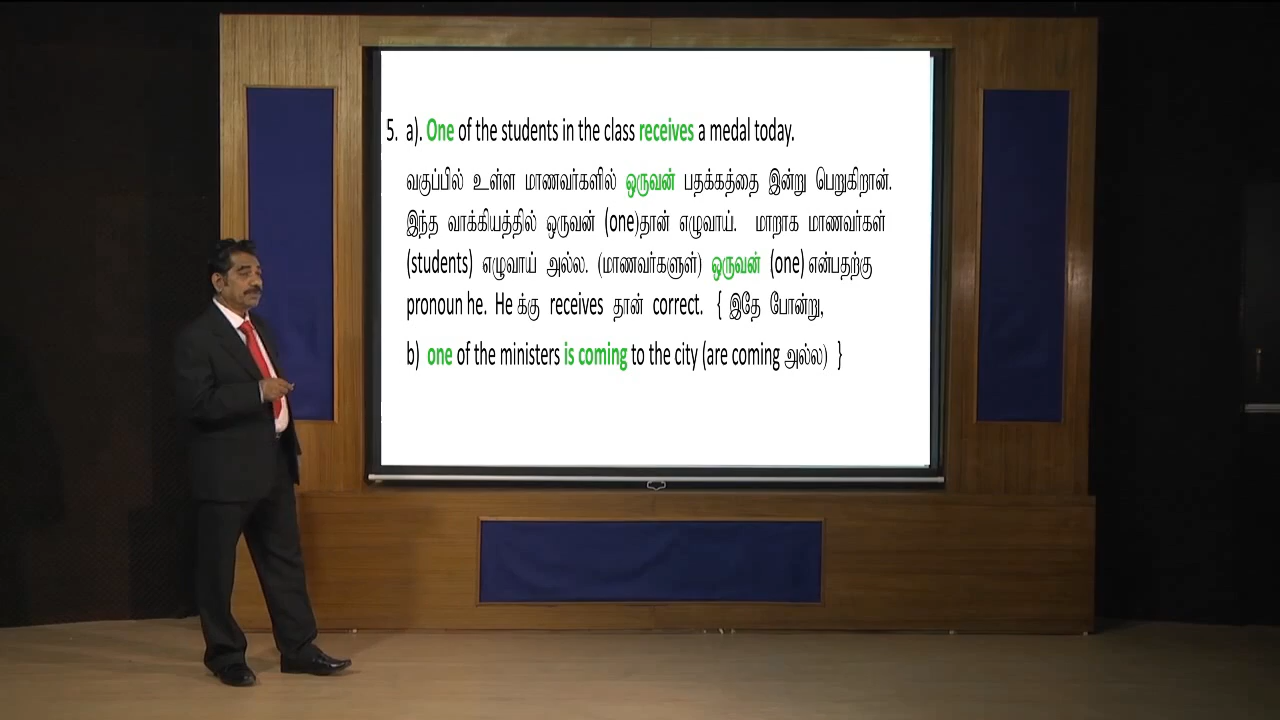 5. a). One of the students in the class receives a medal today.
வகுப்பில் உள்ள மாணவர்களில் ஒருவன் பதக்கத்தை இன்று பெறுகிறான்.
இந்த வாக்கியத்தில் ஒருவன் (one)தான் எழுவாய். மாறாக மாணவர்கள்
(students) எழுவாய் அல்ல. (மாணவர்களுள்) ஒருவன் (one) என்பதற்கு
pronoun he. He க்கு receives தான் correct. { இதே போன்று,
b) one of the ministers is coming to the city (are coming அல்ல) }